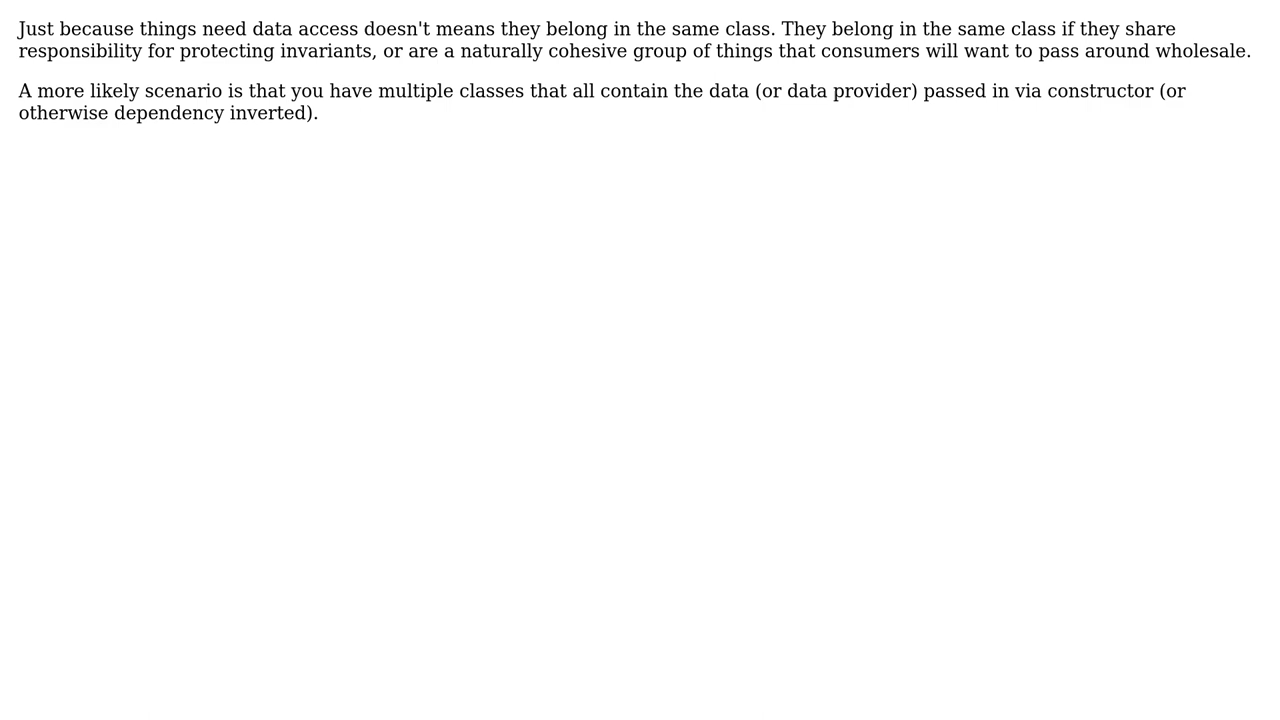 Just because things need data access doesn't means they belong in the same class. They belong in the same class if they share
responsibility for protecting invariants, or are a naturally cohesive group of things that consumers will want to pass around wholesale.
A more likely scenario is that you have multiple classes that all contain the data (or data provider) passed in via constructor (or
otherwise dependency inverted).